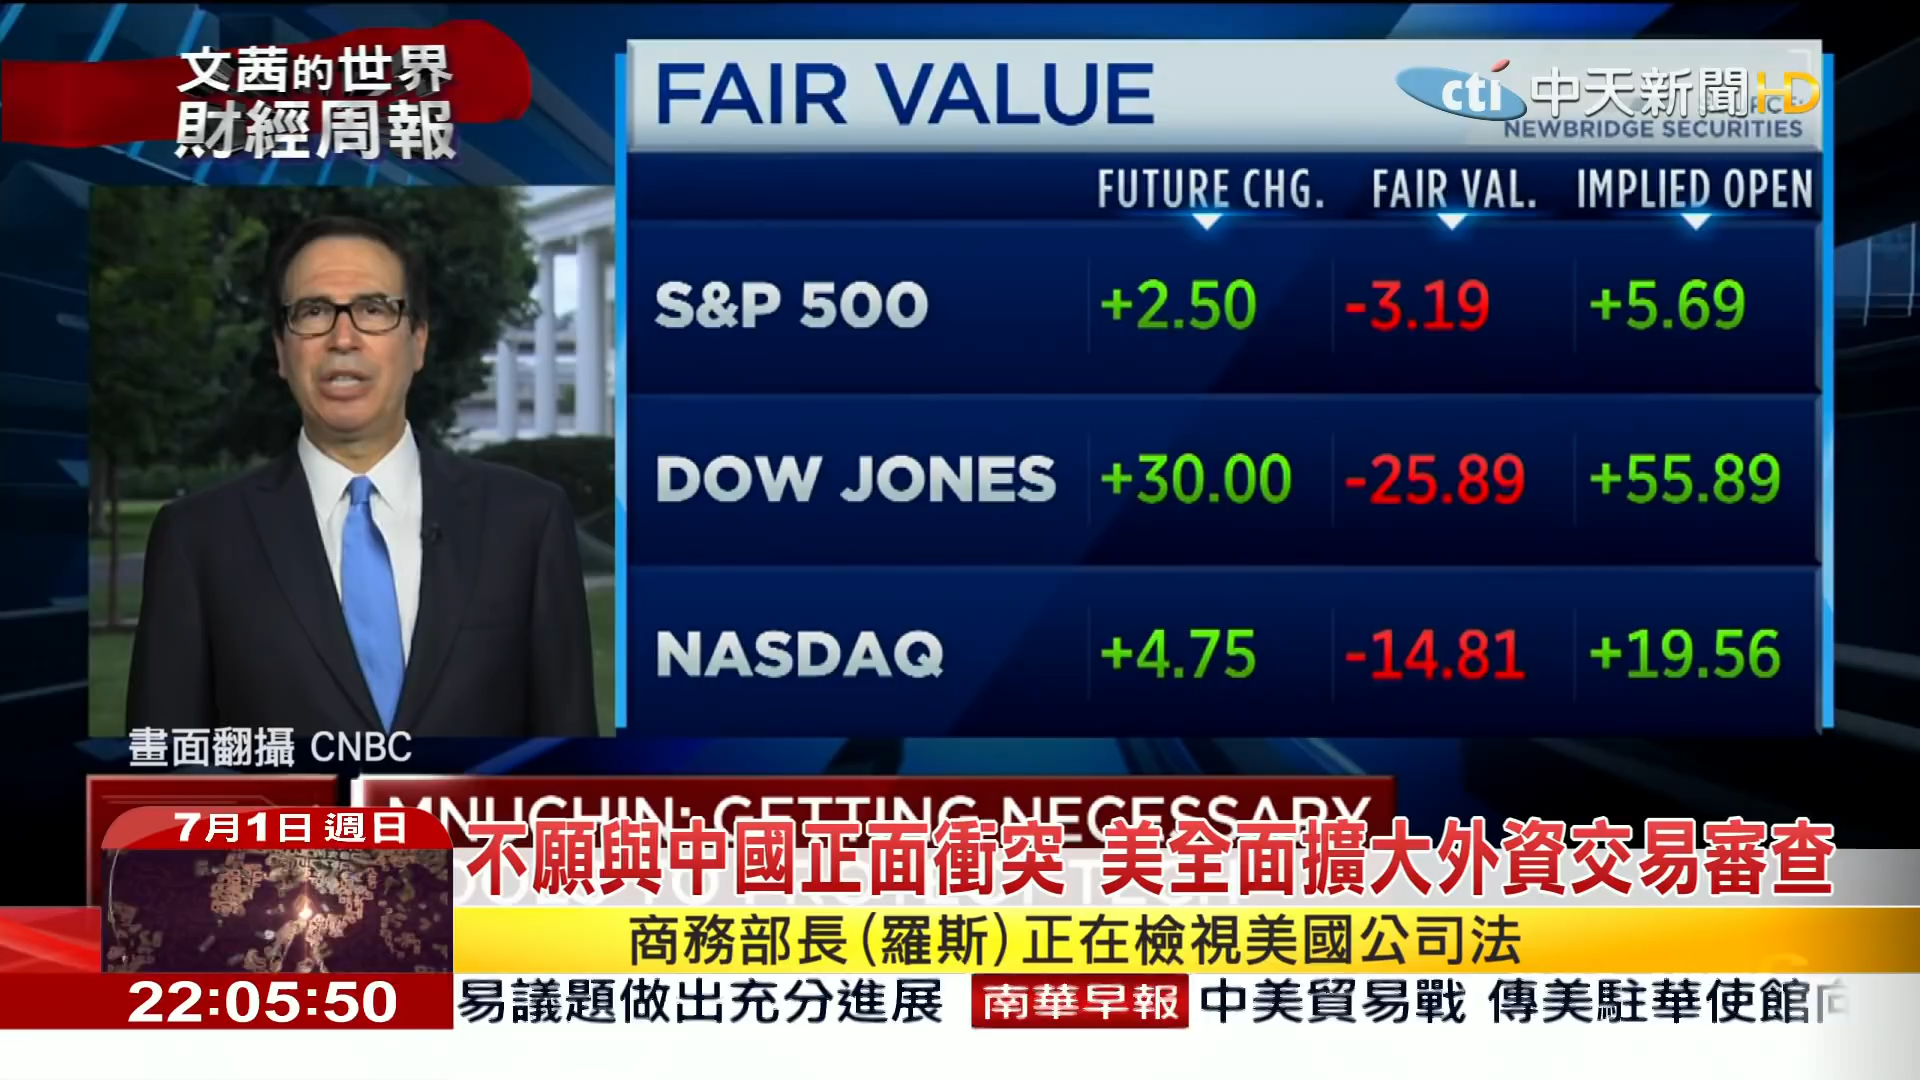 文茜的世界
財經周報
FAIR VALUE
cti 中天新聞HD
NEWBRIDGE SECURITIES
FUTURE CHG. FAIR VAL. IMPLIED OPEN
S&P 500 +2.50 -3.19 +5.69
DOW JONES +30.00 -25.89 +55.89
NASDAQ +4.75 -14.81 +19.56
畫面翻攝 CNBC
MNUCHIN: GETTING NECESSARY
7月1日 週日
不願與中國正面衝突 美全面擴大外資交易審查
商務部長(羅斯)正在檢視美國公司法
22:05:50
易議題做出充分進展 南華早報 中美貿易戰 傳美駐華使館